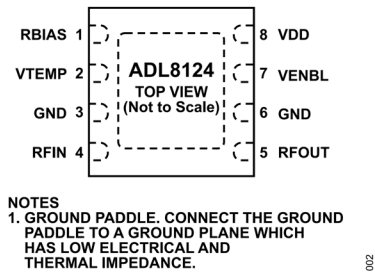 RBIAS 1
VTEMP 2
GND 3
RFIN 4
ADL8124
TOP VIEW
(Not to Scale)
8 VDD
7 VENBL
6 GND
5 RFOUT
NOTES
1. GROUND PADDLE. CONNECT THE GROUND
PADDLE TO A GROUND PLANE WHICH
HAS LOW ELECTRICAL AND
THERMAL IMPEDANCE.
002